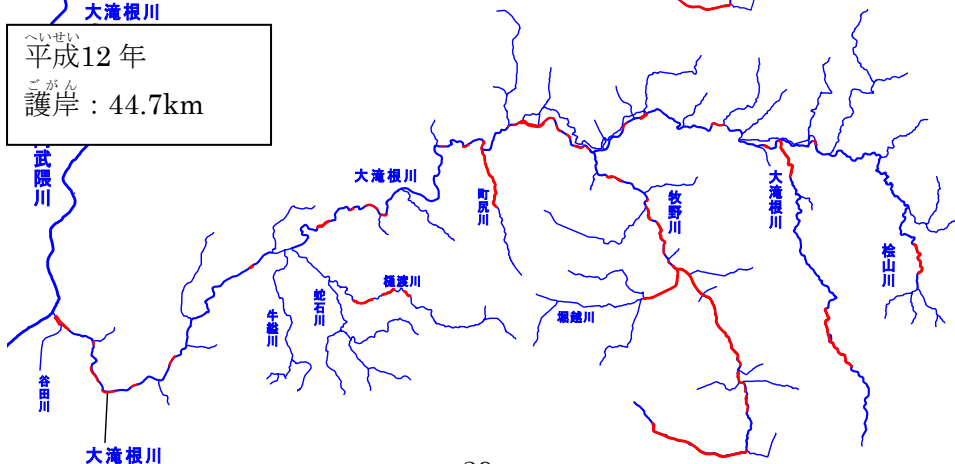 大滝根川
へいせい
平成12 年
ごがん
護岸：44.7km
武隈川
大滝根川
町尻川
牧野川
大滝根川
桧山川
樋渡川
蛇石川
牛縊川
堀越川
谷田川
大滝根川